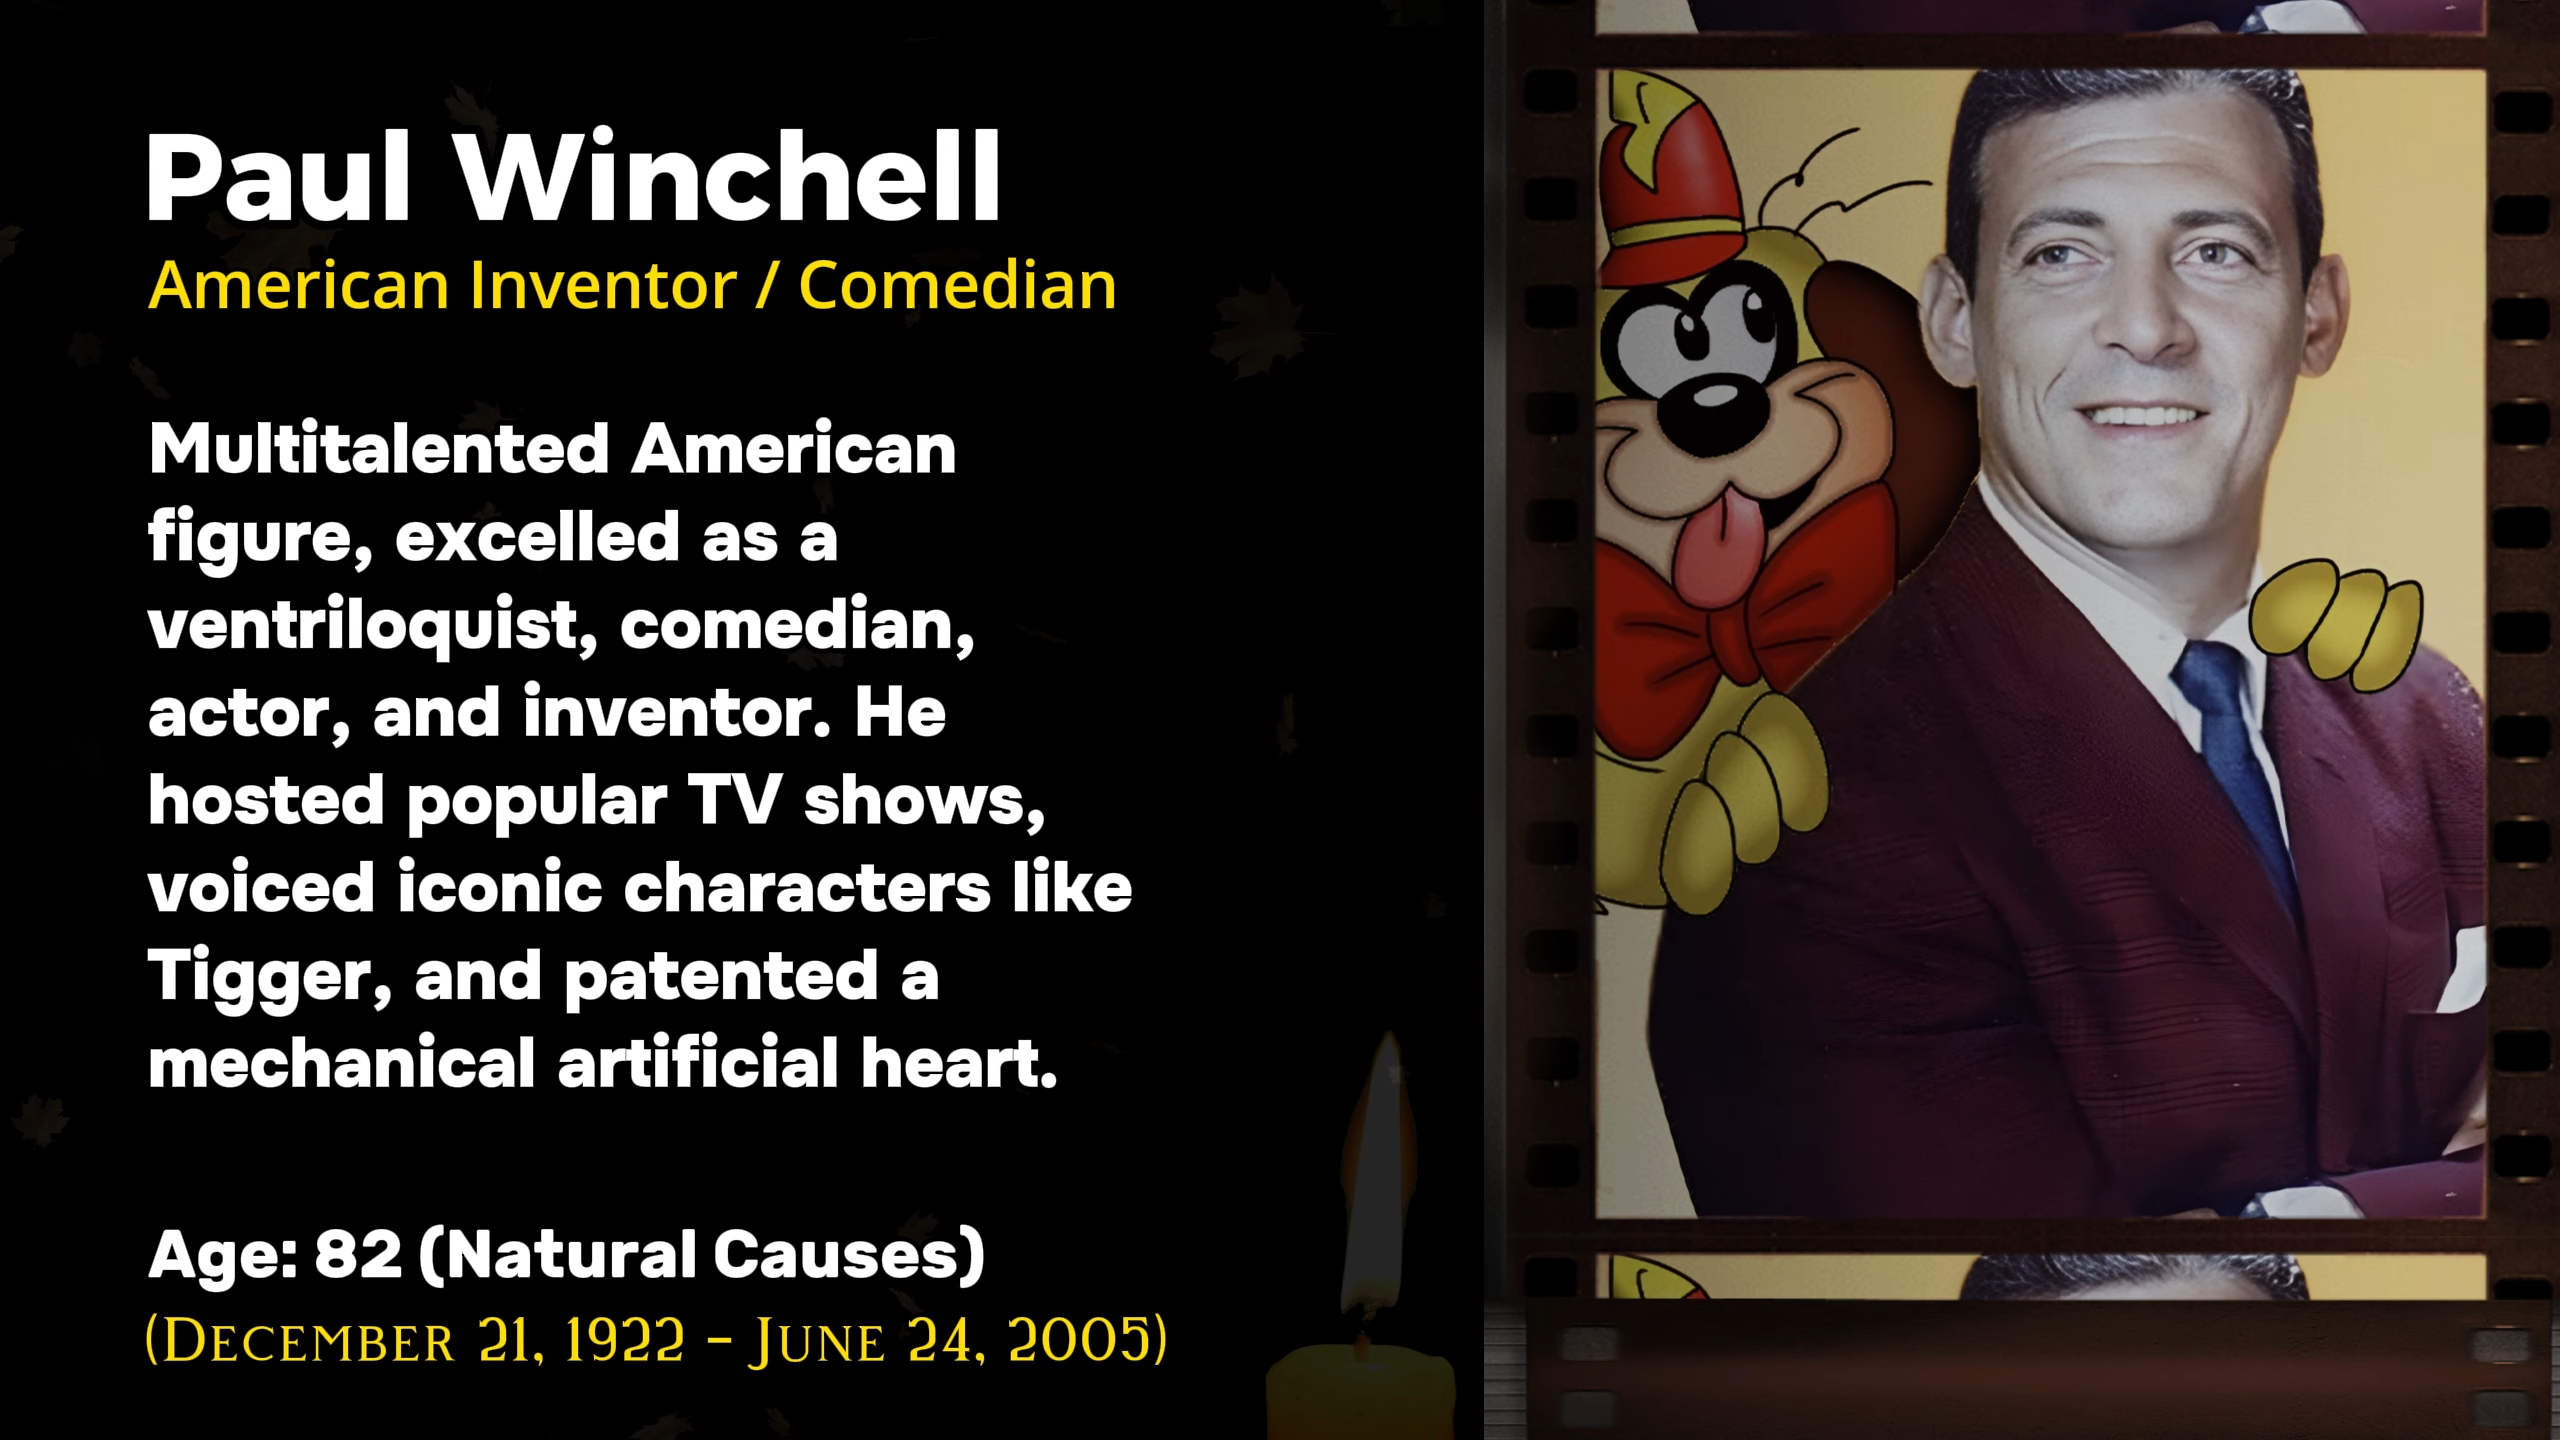 Paul Winchell
American Inventor / Comedian
Multitalented American
figure, excelled as a
ventriloquist, comedian,
actor, and inventor. He
hosted popular TV shows,
voiced iconic characters like
Tigger, and patented a
mechanical artificial heart.
Age: 82 (Natural Causes)
(December 21, 1922 – June 24, 2005)